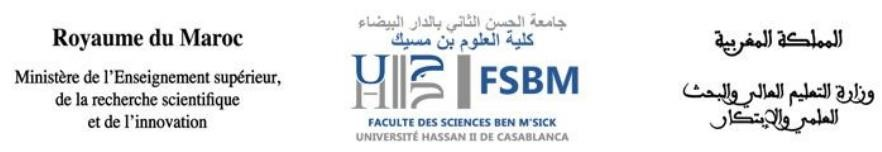 Royaume du Maroc
Ministère de l'Enseignement supérieur,
de la recherche scientifique
et de l'innovation
جامعة الحسن الثاني بالدار البيضاء
كلية العلوم بن مسيك
UH2C FSBM
FACULTE DES SCIENCES BEN M'SICK
UNIVERSITÉ HASSAN II DE CASABLANCA
المملكة المغربية
وزارة التعليم العالي والبحث
العلمي والابتكار